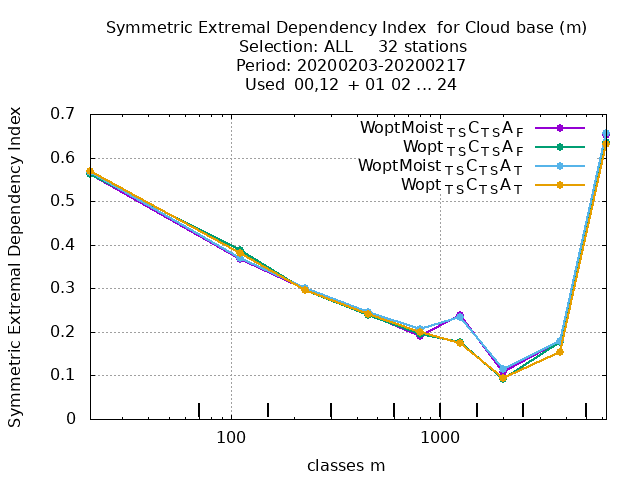 Symmetric Extremal Dependency Index for Cloud base (m)
Selection: ALL 32 stations
Period: 20200203-20200217
Used 00,12 + 01 02 ... 24
Symmetric Extremal Dependency Index
0.7
0.6
0.5
0.4
0.3
0.2
0.1
0
WoptMoist TS C TS A F
Wopt TS C TS A F
WoptMoist TS C TS A T
Wopt TS C TS A T
100 1000
classes m